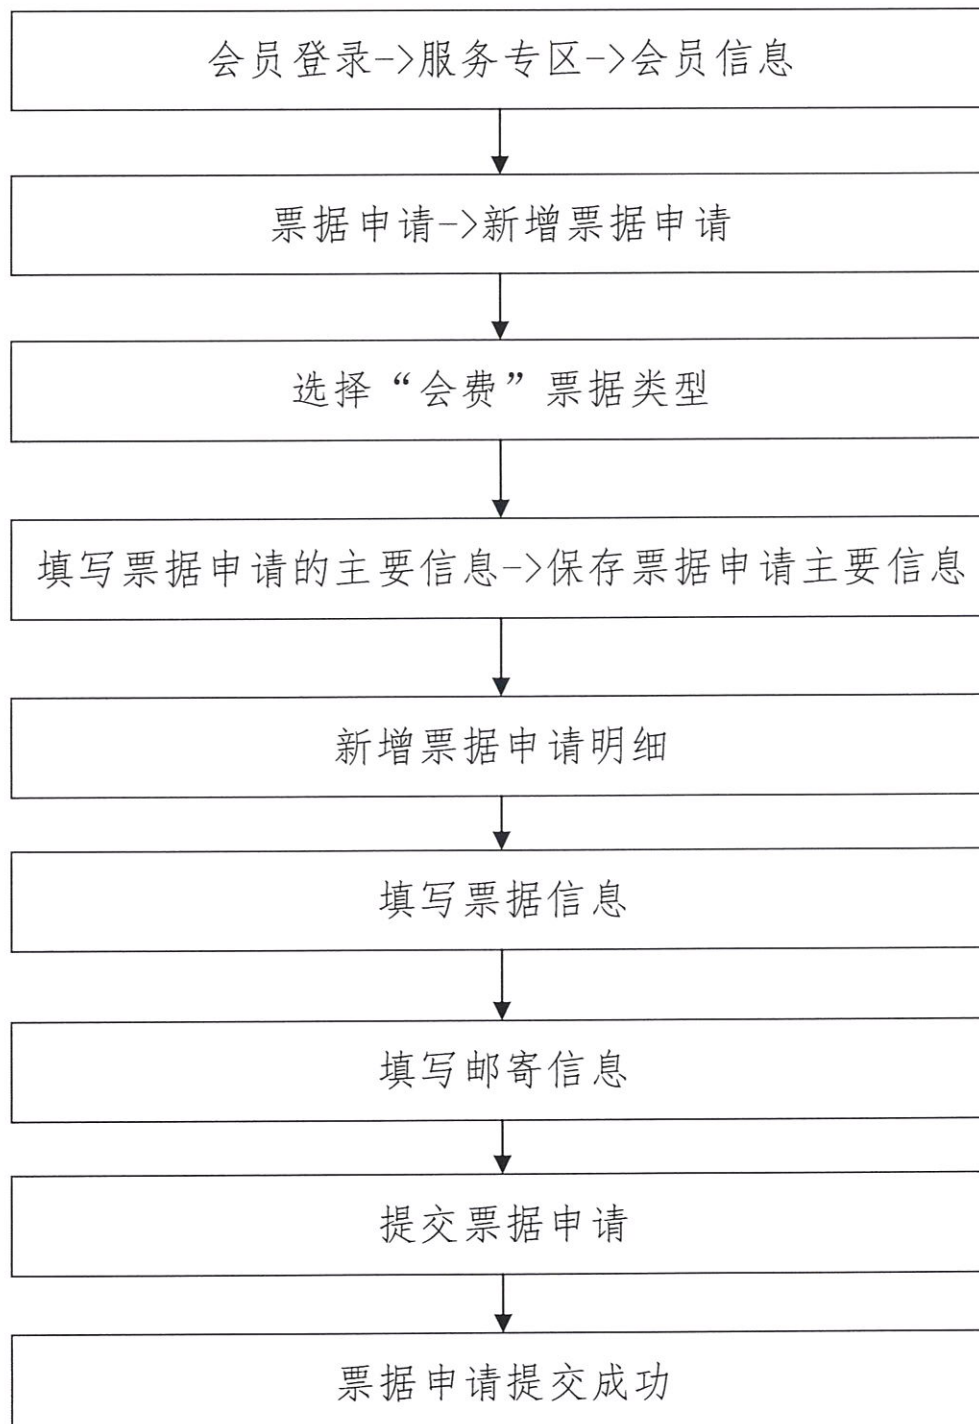 会员登录->服务专区->会员信息
票据申请->新增票据申请
选择“会费”票据类型
填写票据申请的主要信息->保存票据申请主要信息
新增票据申请明细
填写票据信息
填写邮寄信息
提交票据申请
票据申请提交成功